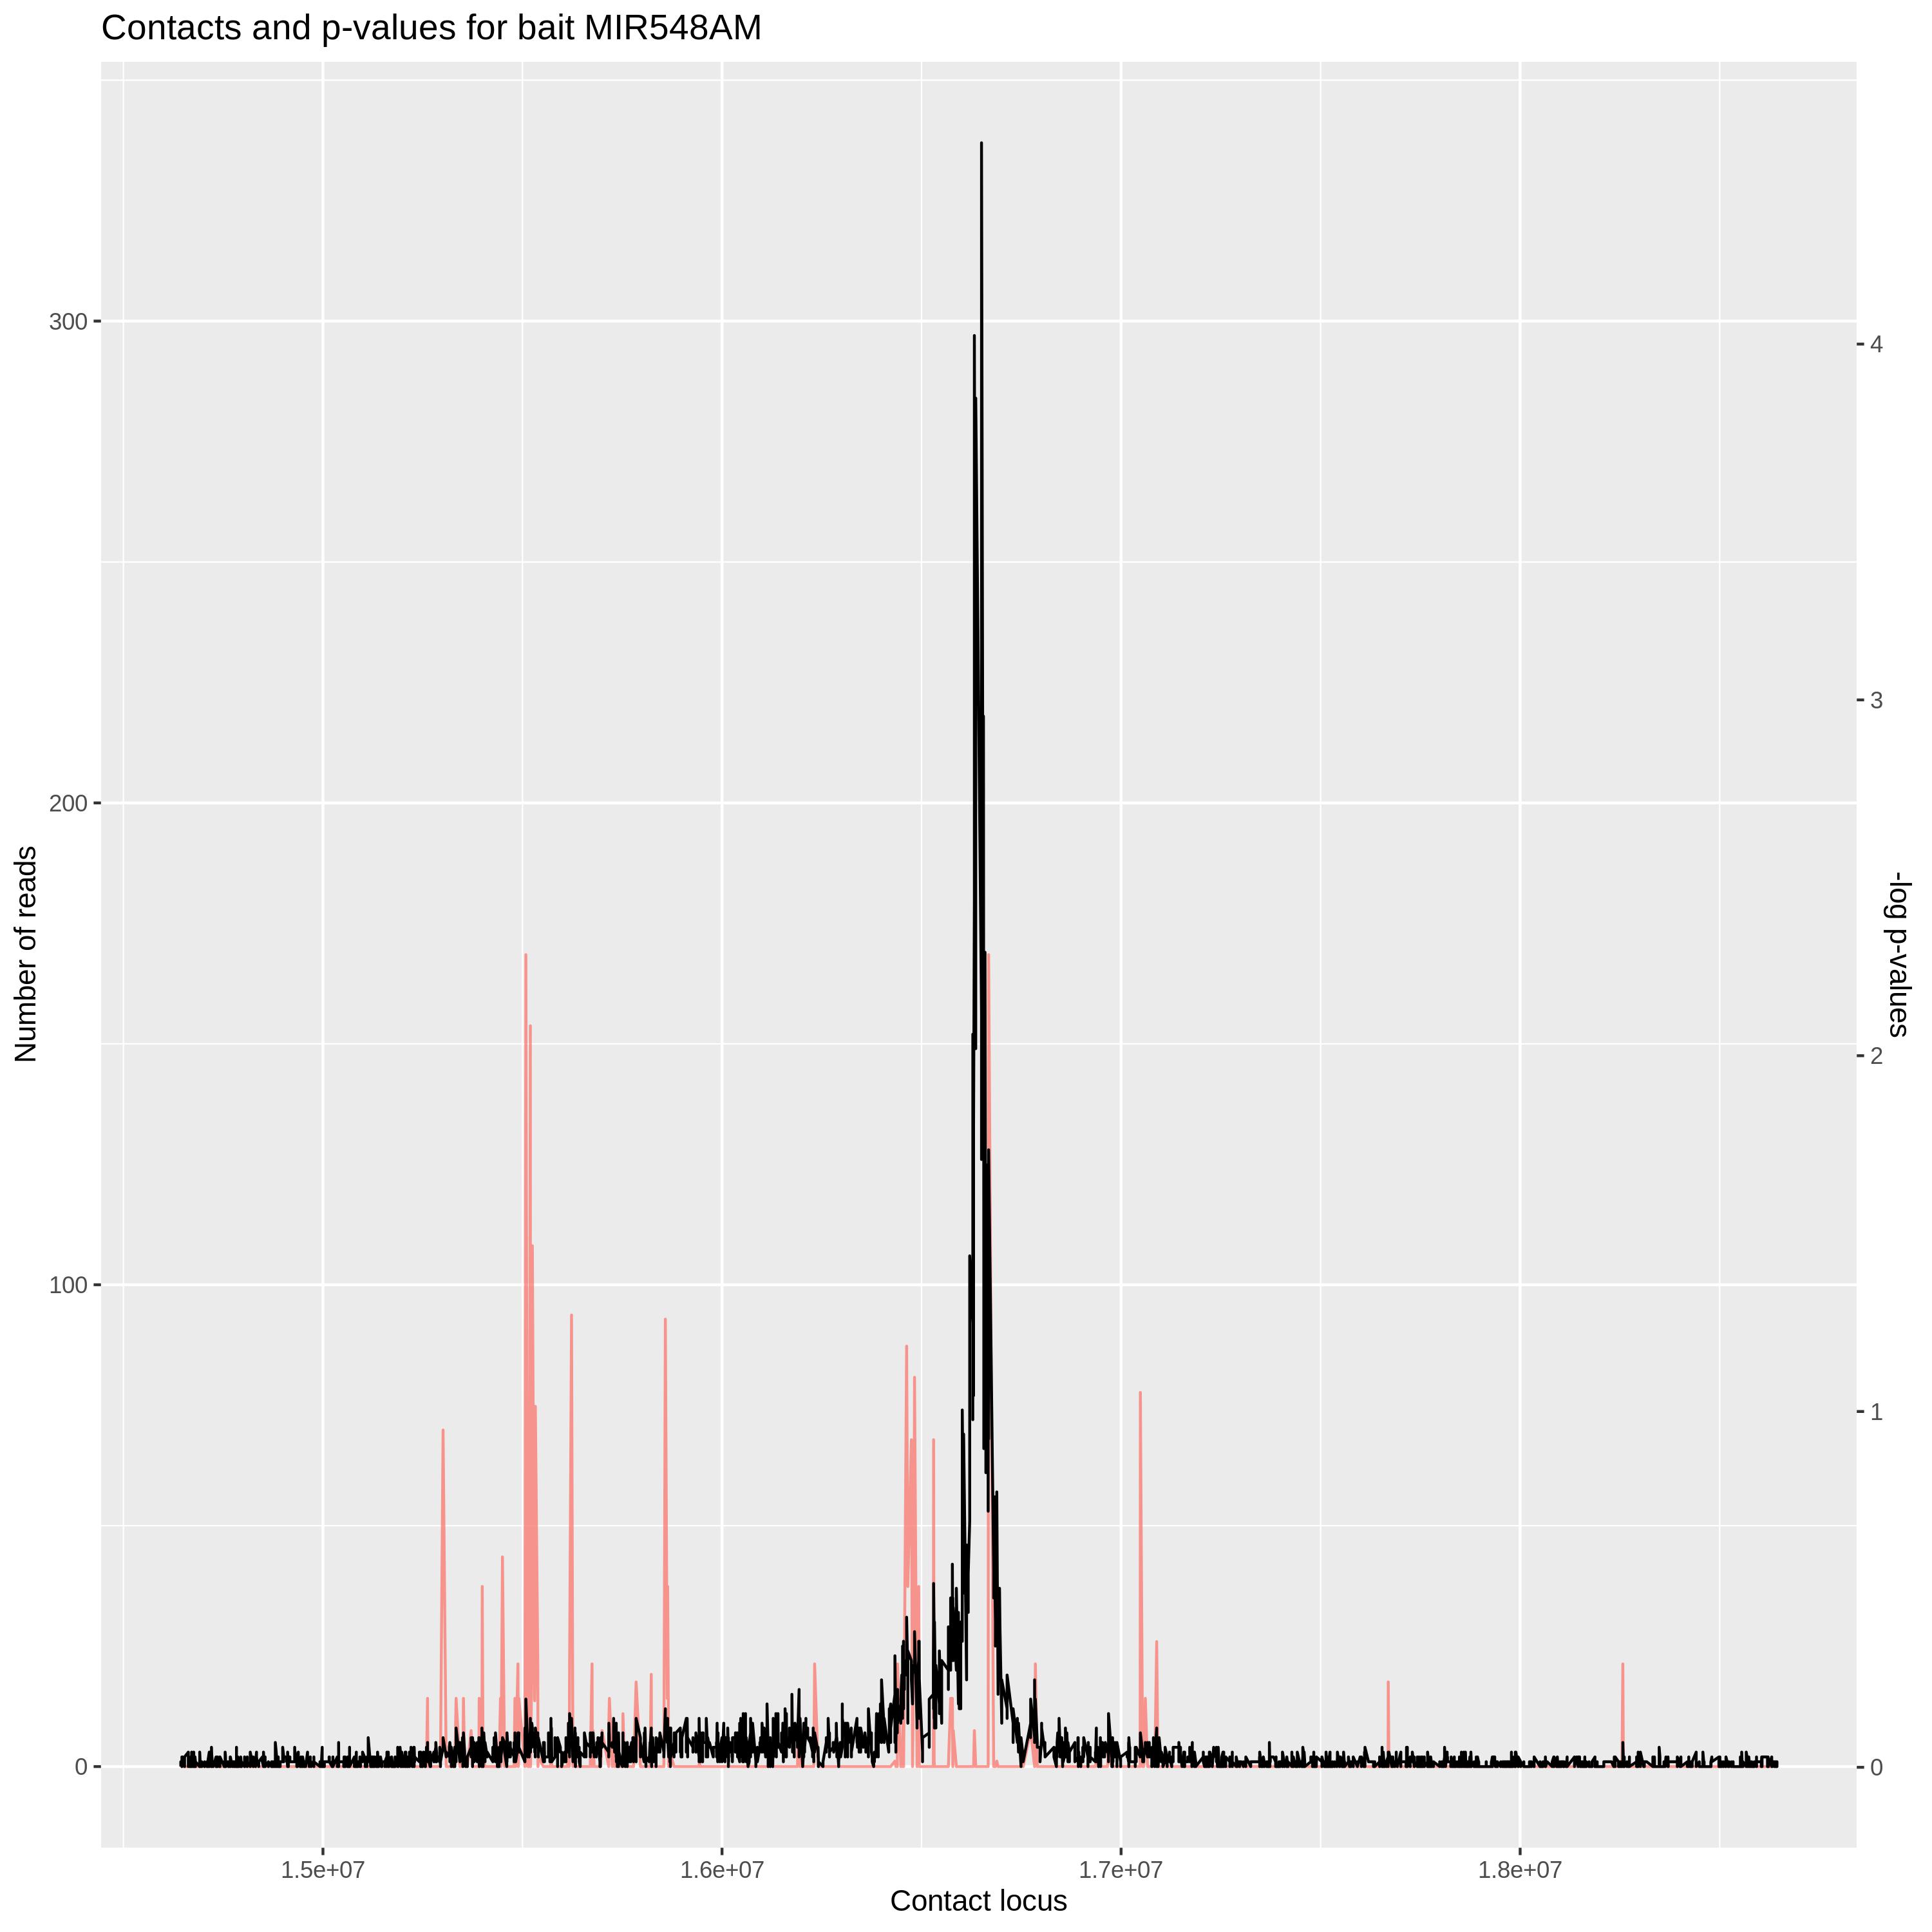 Contacts and p-values for bait MIR548AM
300
200
100
0
4
3
2
1
0
Number of reads
-log p-values
1.5e+07 1.6e+07 1.7e+07 1.8e+07
Contact locus